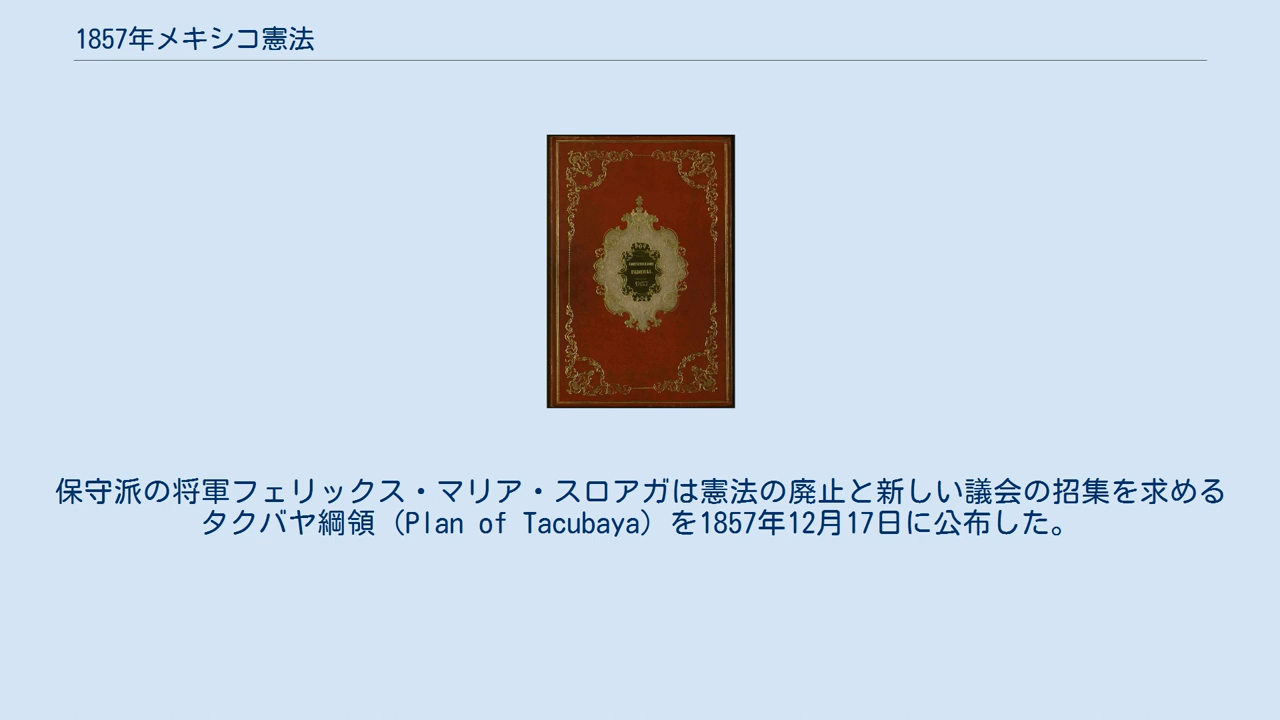 1857年メキシコ憲法
FEDERAL
保守派の将軍フェリックス・マリア・スロアガは憲法の廃止と新しい議会の招集を求める
タクバヤ綱領（Plan of Tacubaya）を1857年12月17日に公布した。